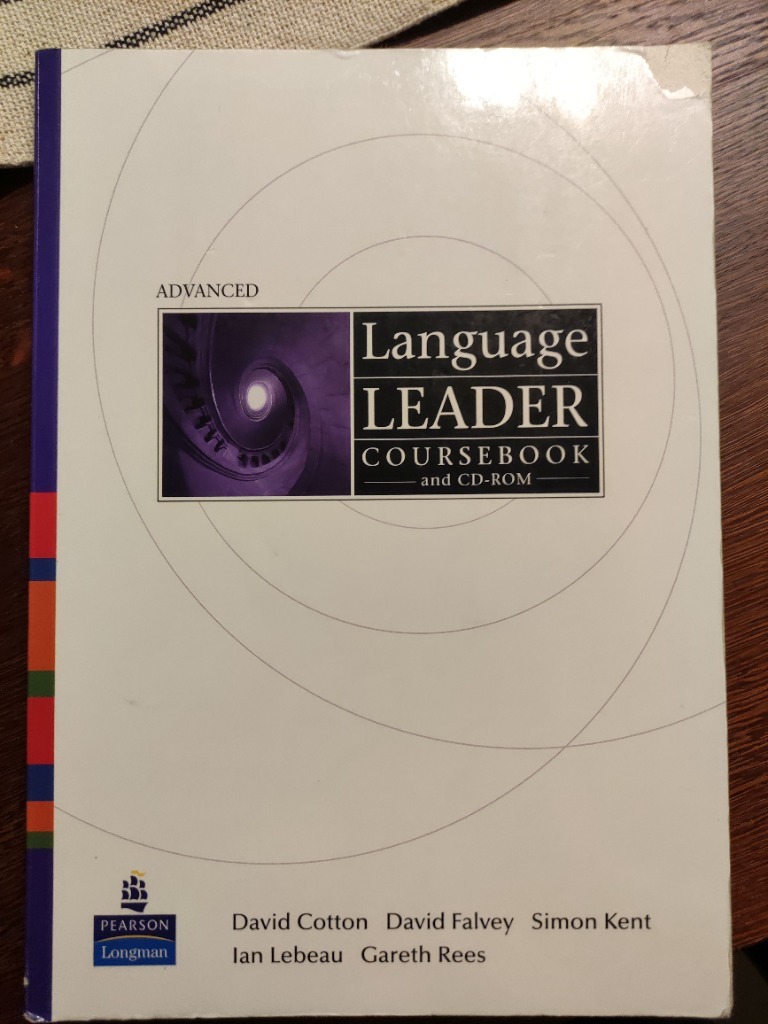 ADVANCED
Language
LEADER
COURSEBOOK
and CD-ROM
PEARSON
Longman
David Cotton David Falvey Simon Kent
Ian Lebeau Gareth Rees